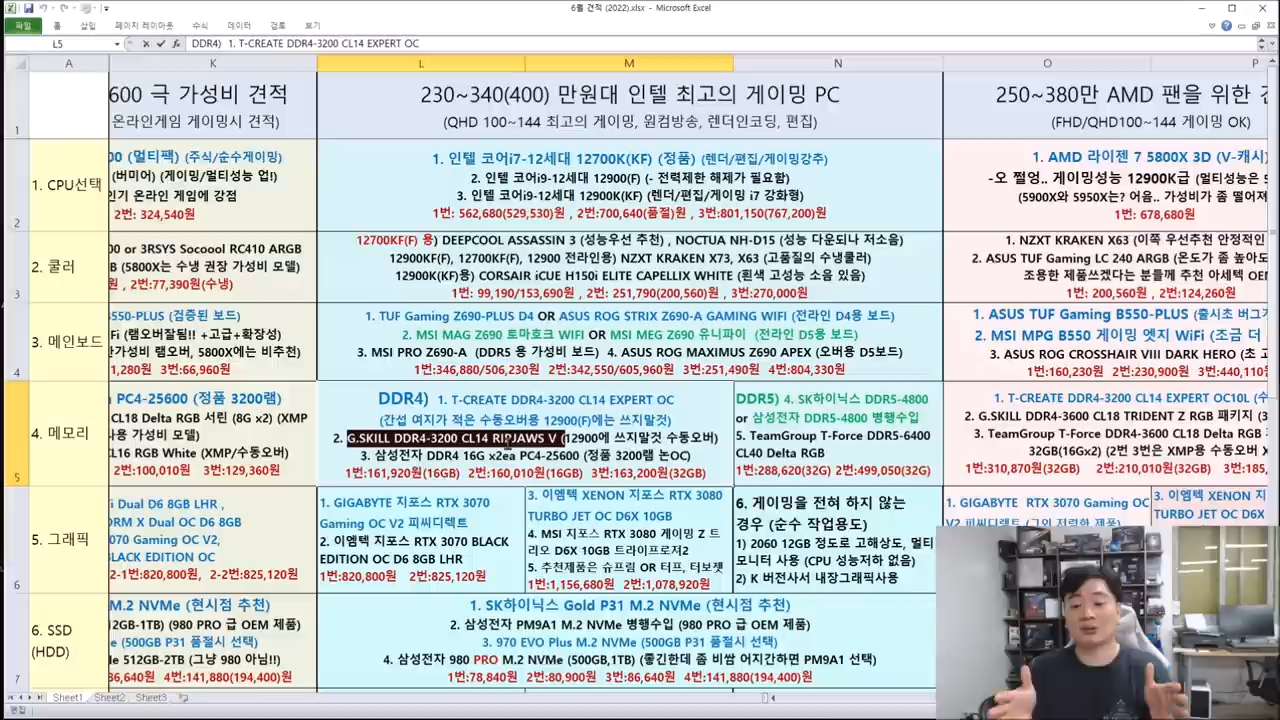 6월 견적 (2022).xlsx - Microsoft Excel
파일 홈 삽입 페이지 레이아웃 수식 데이터 검토 보기
L5 fx DDR4) 1. T-CREATE DDR4-3200 CL14 EXPERT OC
A K L M N O P
1
600 극 가성비 견적
온라인게임 게이밍시 견적)
230~340(400) 만원대 인텔 최고의 게이밍 PC
(QHD 100~144 최고의 게이밍, 원컴방송, 렌더인코딩, 편집)
250~380만 AMD 팬을 위한
(FHD/QHD100~144 게이밍 OK)
2
1. CPU선택
00 (멀티팩) (주식/순수게이밍)
(버미어) (게이밍/멀티성능 업!)
인기 온라인 게임에 강점
2번: 324,540원
1. 인텔 코어i7-12세대 12700K(KF) (정품) (렌더/편집/게이밍강추)
2. 인텔 코어i9-12세대 12900(F) (- 전력제한 해제가 필요함)
3. 인텔 코어i9-12세대 12900K(KF) (렌더/편집/게이밍 i7 강화형)
1번: 562,680(529,530)원 , 2번:700,640(품절)원 , 3번:801,150(767,200)원
1. AMD 라이젠 7 5800X 3D (V-캐시)
-오 쩔엉.. 게이밍성능 12900K급 (멀티성능은
(5900X와 5950X는? 어음.. 가성비가 좀 떨어져
1번: 678,680원
3
2. 쿨러
00 or 3RSYS Socoool RC410 ARGB
B (5800X는 수냉 권장 가성비 모델)
, 2번:77,390원(수냉)
12700KF(F) 용) DEEPCOOL ASSASSIN 3 (성능우선 추천) , NOCTUA NH-D15 (성능 다운되나 저소음)
12900KF(F), 12700KF(F), 12900 전라인용) NZXT KRAKEN X73, X63 (고품질의 수냉쿨러)
12900K(KF)용) CORSAIR iCUE H150i ELITE CAPELLIX WHITE (흰색 고성능 소음 있음)
1번: 99,190/153,690원 , 2번: 251,790(200,560)원 , 3번:270,000원
1. NZXT KRAKEN X63 (이쪽 우선추천 안정적인
2. ASUS TUF Gaming LC 240 ARGB (온도가 좀 높아도
조용한 제품쓰겠다는 분들께 추천 아세텍 OEM
1번: 200,560원 , 2번:124,260원
4
3. 메인보드
B550-PLUS (검증된 보드)
Fi (램오버잘됨!! +고급+확장성)
가성비 램오버, 5800X에는 비추천)
1,280원 3번:66,960원
1. TUF Gaming Z690-PLUS D4 OR ASUS ROG STRIX Z690-A GAMING WIFI (전라인 D4용 보드)
2. MSI MAG Z690 토마호크 WIFI OR MSI MEG Z690 유니파이 (전라인 D5용 보드)
3. MSI PRO Z690-A (DDR5 용 가성비 보드) 4. ASUS ROG MAXIMUS Z690 APEX (오버용 D5보드)
1번:346,880/506,230원 2번:342,550/605,960원 3번:251,490원 4번:804,330원
1. ASUS TUF Gaming B550-PLUS (출시초 버그
2. MSI MPG B550 게이밍 엣지 WiFi (조금 더
3. ASUS ROG CROSSHAIR VIII DARK HERO (초 고
1번:160,230원 2번:230,900원 3번:440,110
5
4. 메모리
PC4-25600 (정품 3200램)
CL18 Delta RGB 서린 (8G x2) (XMP
사용 가성비 모델)
CL16 RGB White (XMP/수동오버)
2번:100,010원 3번:129,360원
DDR4) 1. T-CREATE DDR4-3200 CL14 EXPERT OC
(간섭 여지가 적은 수동오버용 12900(F)에는 쓰지말것)
2. G.SKILL DDR4-3200 CL14 RIPJAWS V (12900에 쓰지말것 수동오버)
3. 삼성전자 DDR4 16G x2ea PC4-25600 (정품 3200램 논OC)
1번:161,920원(16GB) 2번:160,010원(16GB) 3번:163,200원(32GB)
DDR5) 4. SK하이닉스 DDR5-4800
or 삼성전자 DDR5-4800 병행수입
5. TeamGroup T-Force DDR5-6400
CL40 Delta RGB
1번:288,620(32G) 2번:499,050(32G)
1. T-CREATE DDR4-3600 EXPERT OC10L (수
2. G.SKILL DDR4-3600 CL18 TRIDENT Z RGB 패키지 (3
3. TeamGroup T-Force DDR4-3200
32GB(16Gx2) (2번 3번은 XMP용 수동오버
1번:310,870원(32GB) 2번:222,870원(32GB) 3번:185,
6
5. 그래픽
i Dual D6 8GB LHR ,
ORM X Dual OC D6 8GB
070 Gaming OC V2,
BLACK EDITION OC
2-1번:820,800원, 2-2번:825,120원
1. GIGABYTE 지포스 RTX 3070
Gaming OC V2 피씨디렉트
2. 이엠텍 지포스 RTX 3070 BLACK
EDITION OC D6 8GB LHR
1번:820,800원 2번:825,120원
3. 이엠텍 XENON 지포스 RTX 3080
TURBO JET OC D6X 10GB
4. MSI 지포스 RTX 3080 게이밍 Z 트
리오 D6X 10GB 트라이프로저2
5. 추천제품은 슈프림 OR 터프, 터보젯
1번:1,156,680원 2번:1,078,920원
6. 게이밍을 전혀 하지 않는
경우 (순수 작업용도)
1) 2060 12GB 정도로 고해상도, 멀티
모니터 사용 (CPU 성능저하 없음)
2) K 버전사서 내장그래픽사용
1. GIGABYTE RTX 3070 Gaming OC
V2 피씨디렉트 (그외 저렴한 제품)
3. 이엠텍 XENON 지
TURBO JET OC D6X
7
6. SSD
(HDD)
M.2 NVMe (현시점 추천)
12GB-1TB) (980 PRO 급 OEM 제품)
e (500GB P31 품절시 선택)
Me 512GB-2TB (그냥 980 아님!!)
86,640원 4번:141,880(194,400)원
1. SK하이닉스 Gold P31 M.2 NVMe (현시점 추천)
2. 삼성전자 PM9A1 M.2 NVMe 병행수입 (980 PRO 급 OEM 제품)
3. 970 EVO Plus M.2 NVMe (500GB P31 품절시 선택)
4. 삼성전자 980 PRO M.2 NVMe (500GB,1TB) (좋긴한데 좀 비쌈 어지간하면 PM9A1 선택)
1번:78,840원 2번:80,900원 3번:86,640원 4번:141,880(194,400)원
Sheet1 Sheet2 Sheet3
편집